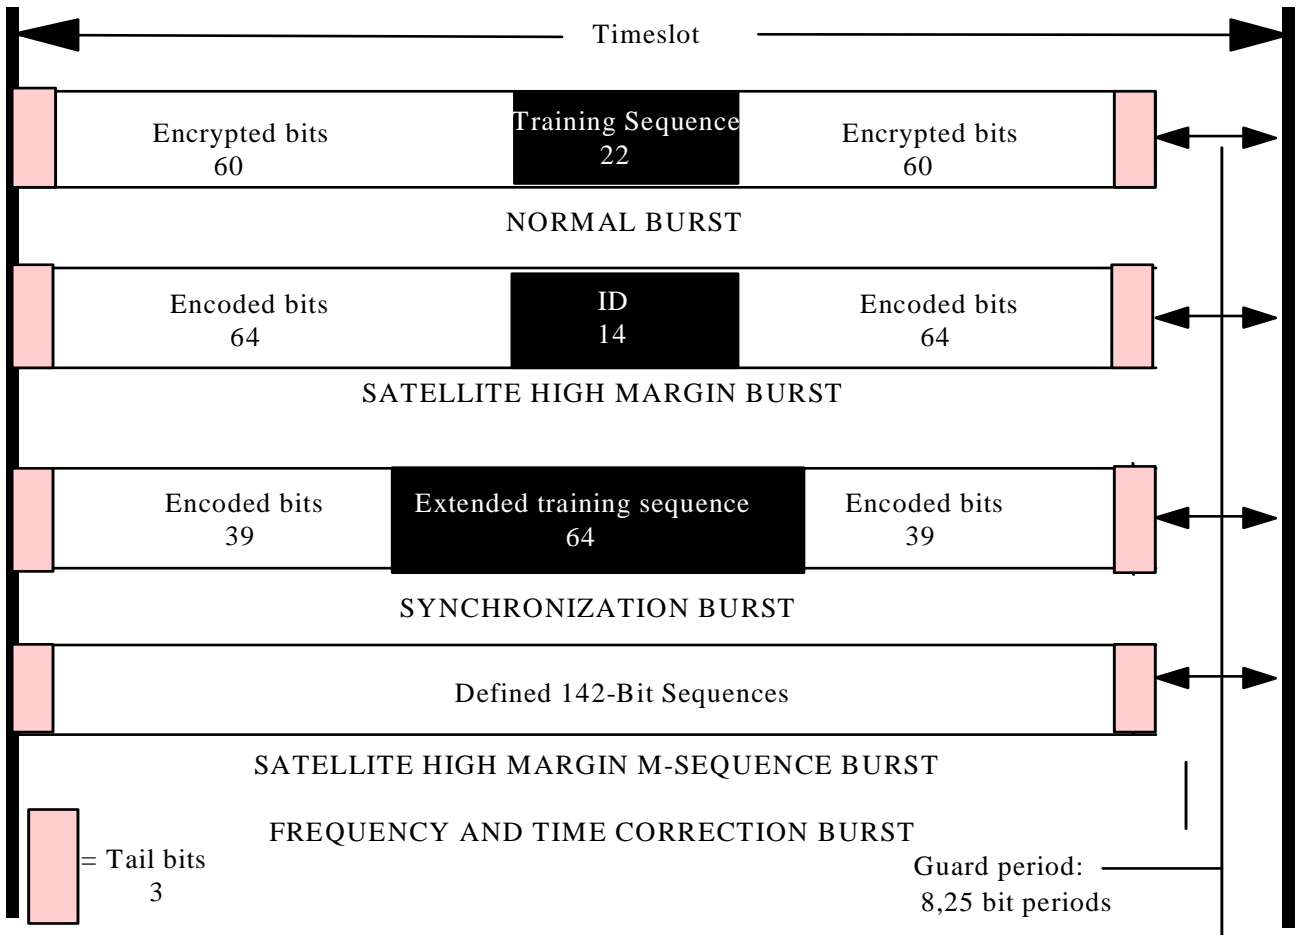 Timeslot
Encrypted bits
60
Training Sequence
22
Encrypted bits
60
NORMAL BURST
Encoded bits
64
ID
14
Encoded bits
64
SATELLITE HIGH MARGIN BURST
Encoded bits
39
Extended training sequence
64
Encoded bits
39
SYNCHRONIZATION BURST
Defined 142-Bit Sequences
SATELLITE HIGH MARGIN M-SEQUENCE BURST
FREQUENCY AND TIME CORRECTION BURST
= Tail bits
3
Guard period:
8,25 bit periods